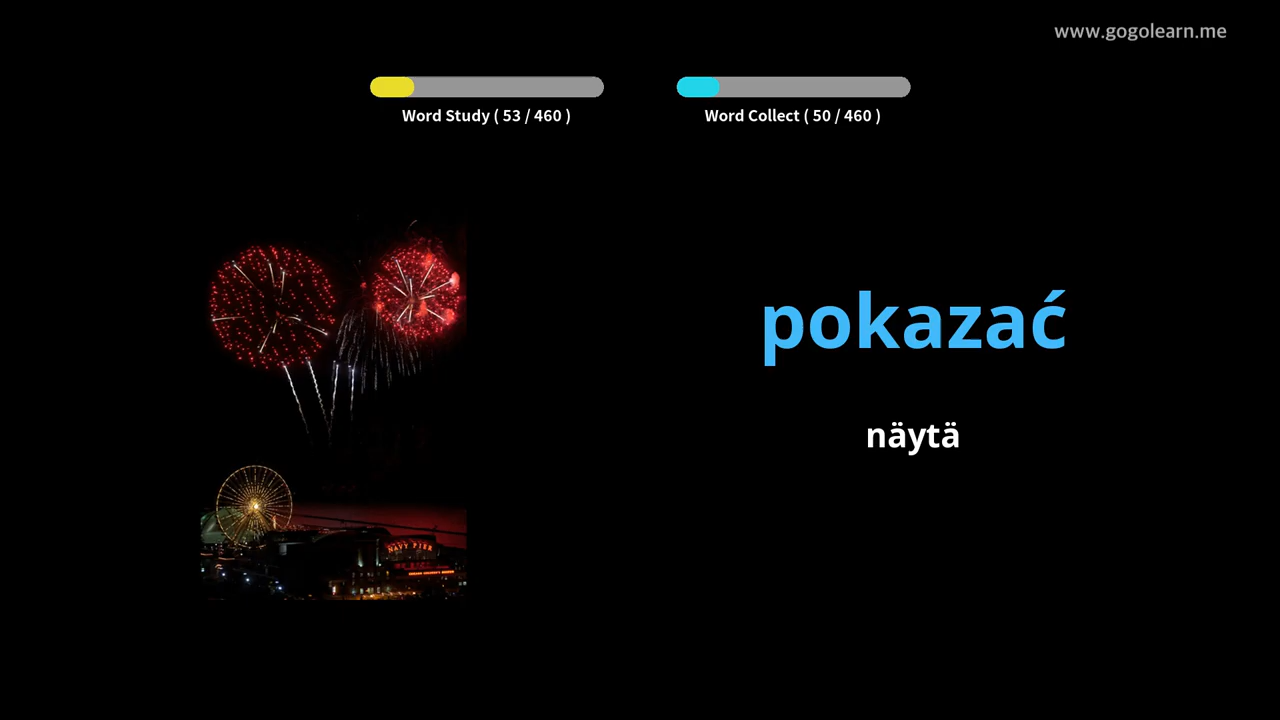 www.gogolearn.me
Word Study ( 53 / 460 )
Word Collect ( 50 / 460 )
pokazać
näytä
NAVY PIER